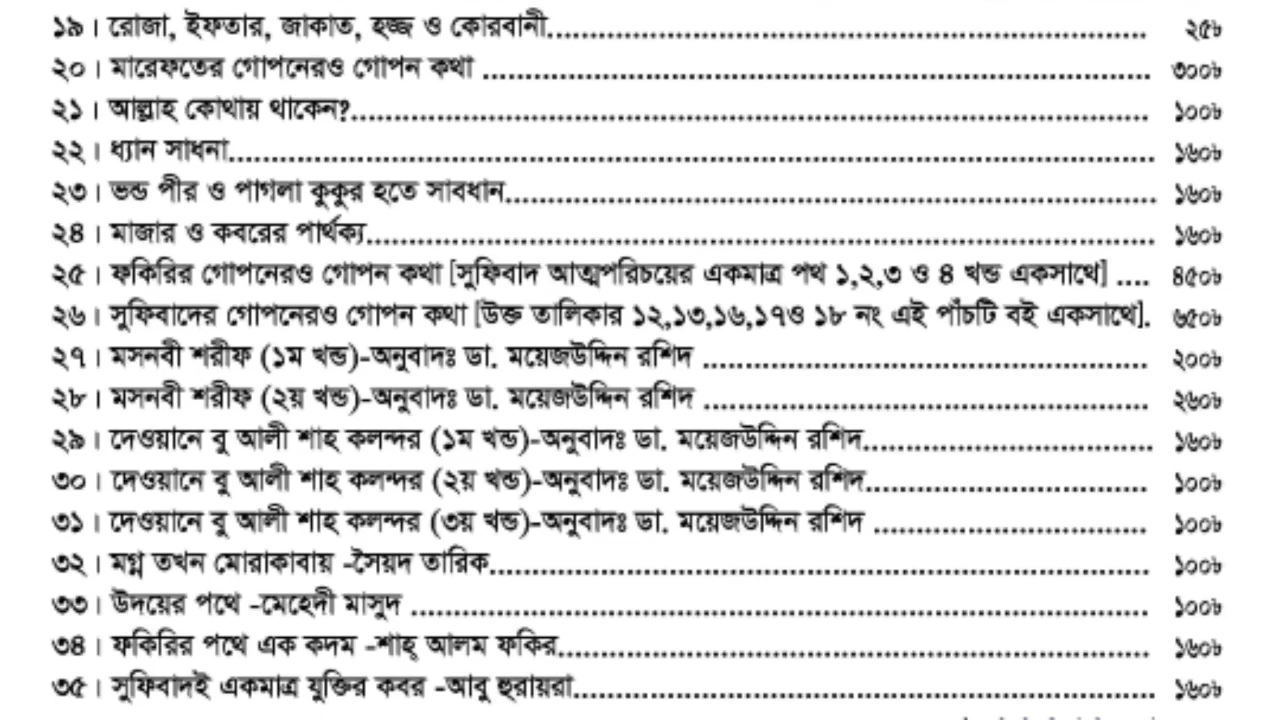 ১৯। রোজা, ইফতার, জাকাত, হজ্জ ও কোরবানী................................................................ ২৫৳
২০। মারেফতের গোপনেরও গোপন কথা ................................................................ ৩০০৳
২১। আল্লাহ কোথায় থাকেন?................................................................ ১০০৳
২২। ধ্যান সাধনা................................................................ ১৬০৳
২৩। ভন্ড পীর ও পাগলা কুকুর হতে সাবধান................................................................ ১৬০৳
২৪। মাজার ও কবরের পার্থক্য................................................................ ১৬০৳
২৫। ফকিরির গোপনেরও গোপন কথা [সুফিবাদ আত্মপরিচয়ের একমাত্র পথ ১,২,৩ ও ৪ খন্ড একসাথে] .... ৪৫০৳
২৬। সুফিবাদের গোপনেরও গোপন কথা [উক্ত তালিকার ১২,১৩,১৬,১৭ও ১৮ নং এই পাঁচটি বই একসাথে]. ৬৫০৳
২৭। মসনবী শরীফ (১ম খন্ড)-অনুবাদঃ ডা. ময়েজউদ্দিন রশিদ ................................................ ২০০৳
২৮। মসনবী শরীফ (২য় খন্ড)-অনুবাদঃ ডা. ময়েজউদ্দিন রশিদ ................................................ ২৬০৳
২৯। দেওয়ানে বু আলী শাহ কলন্দর (১ম খন্ড)-অনুবাদঃ ডা. ময়েজউদ্দিন রশিদ................................ ১৬০৳
৩০। দেওয়ানে বু আলী শাহ কলন্দর (২য় খন্ড)-অনুবাদঃ ডা. ময়েজউদ্দিন রশিদ................................ ১০০৳
৩১। দেওয়ানে বু আলী শাহ কলন্দর (৩য় খন্ড)-অনুবাদঃ ডা. ময়েজউদ্দিন রশিদ ................................ ১০০৳
৩২। মগ্ন তখন মোরাকাবায় -সৈয়দ তারিক................................................................ ১০০৳
৩৩। উদয়ের পথে -মেহেদী মাসুদ ................................................................ ১০০৳
৩৪। ফকিরির পথে এক কদম -শাহ্ আলম ফকির................................................................ ১৬০৳
৩৫। সুফিবাদই একমাত্র যুক্তির কবর -আবু হুরায়রা................................................................ ১৬০৳